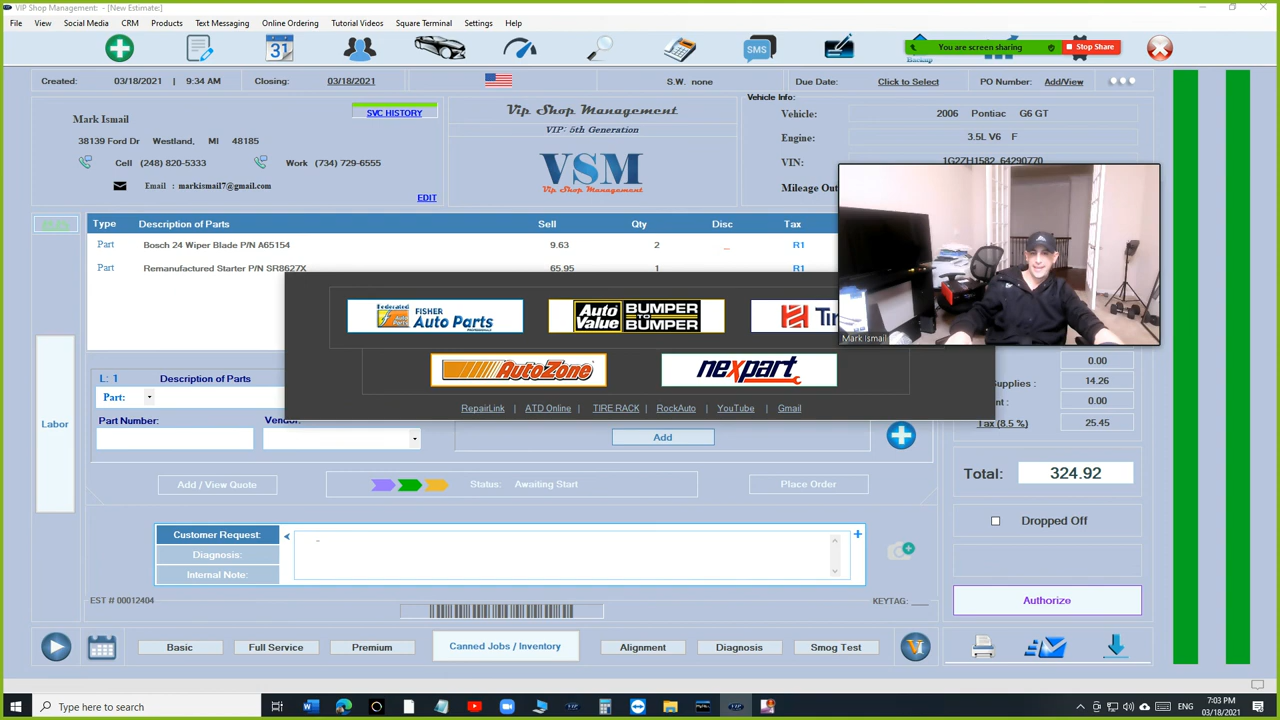 VIP Shop Management: - [New Estimate:]
File View Social Media CRM Products Text Messaging Online Ordering Tutorial Videos Square Terminal Settings Help
31
SMS
Backup
You are screen sharing
Stop Share
Created: 03/18/2021 | 9:34 AM Closing: 03/18/2021 S.W. none Due Date: Click to Select PO Number: Add/View
Mark Ismail
SVC HISTORY
38139 Ford Dr Westland, MI 48185
Cell (248) 820-5333 Work (734) 729-6555
Email : markismail7@gmail.com
EDIT
Vip Shop Management
VIP: 5th Generation
VSM
Vip Shop Management
Vehicle Info:
Vehicle: 2006 Pontiac G6 GT
Engine: 3.5L V6 F
VIN: 1G2ZH1582 64290770
Mileage Out
Mark Ismail
Type Description of Parts Sell Qty Disc Tax
Part Bosch 24 Wiper Blade P/N A65154 9.63 2 _ R1
Part Remanufactured Starter P/N SR8627X 65.95 1 R1
Federated Auto Parts FISHER Auto Parts PROFESSIONALS
Auto Value BUMPER TO BUMPER
Tir
AutoZone
nexpart
RepairLink | ATD Online | TIRE RACK | RockAuto | YouTube | Gmail
L: 1 Description of Parts
Part:
Labor
Part Number: Vendor:
Add
0.00
Supplies : 14.26
nt : 0.00
Tax (8.5 %) 25.45
Total: 324.92
Add / View Quote
Status: Awaiting Start
Place Order
Dropped Off
Customer Request:
<
-
+
Diagnosis:
Internal Note:
EST # 00012404
KEYTAG: ___
Authorize
Basic Full Service Premium Canned Jobs / Inventory Alignment Diagnosis Smog Test
Type here to search
ENG
7:03 PM
03/18/2021